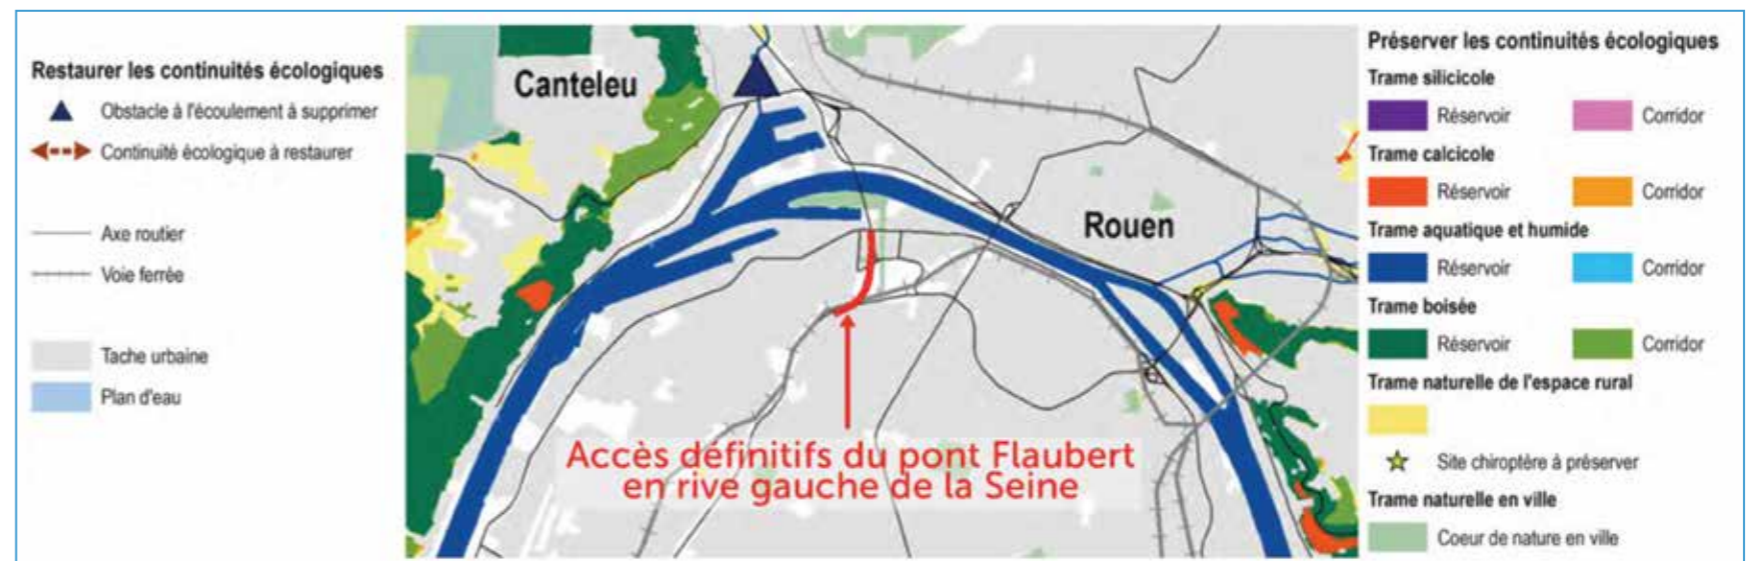 Restaurer les continuités écologiques
Obstacle à l'écoulement à supprimer
Continuité écologique à restaurer
Axe routier
Voie ferrée
Tache urbaine
Plan d'eau
Canteleu
Rouen
Accès définitifs du pont Flaubert
en rive gauche de la Seine
Préserver les continuités écologiques
Trame silicicole
Réservoir Corridor
Trame calcicole
Réservoir Corridor
Trame aquatique et humide
Réservoir Corridor
Trame boisée
Réservoir Corridor
Trame naturelle de l'espace rural
Site chiroptère à préserver
Trame naturelle en ville
Coeur de nature en ville